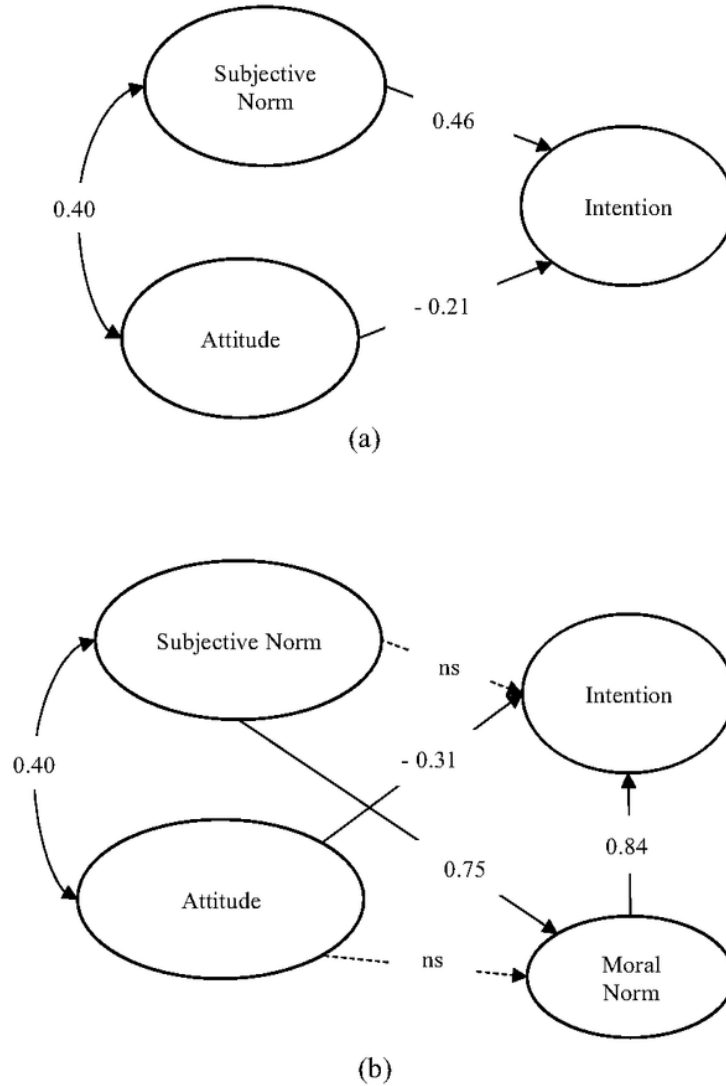 Subjective
Norm
0.46
0.40
Intention
- 0.21
Attitude
(a)
Subjective Norm
ns
Intention
- 0.31
0.40
0.84
0.75
Attitude
ns
Moral
Norm
(b)